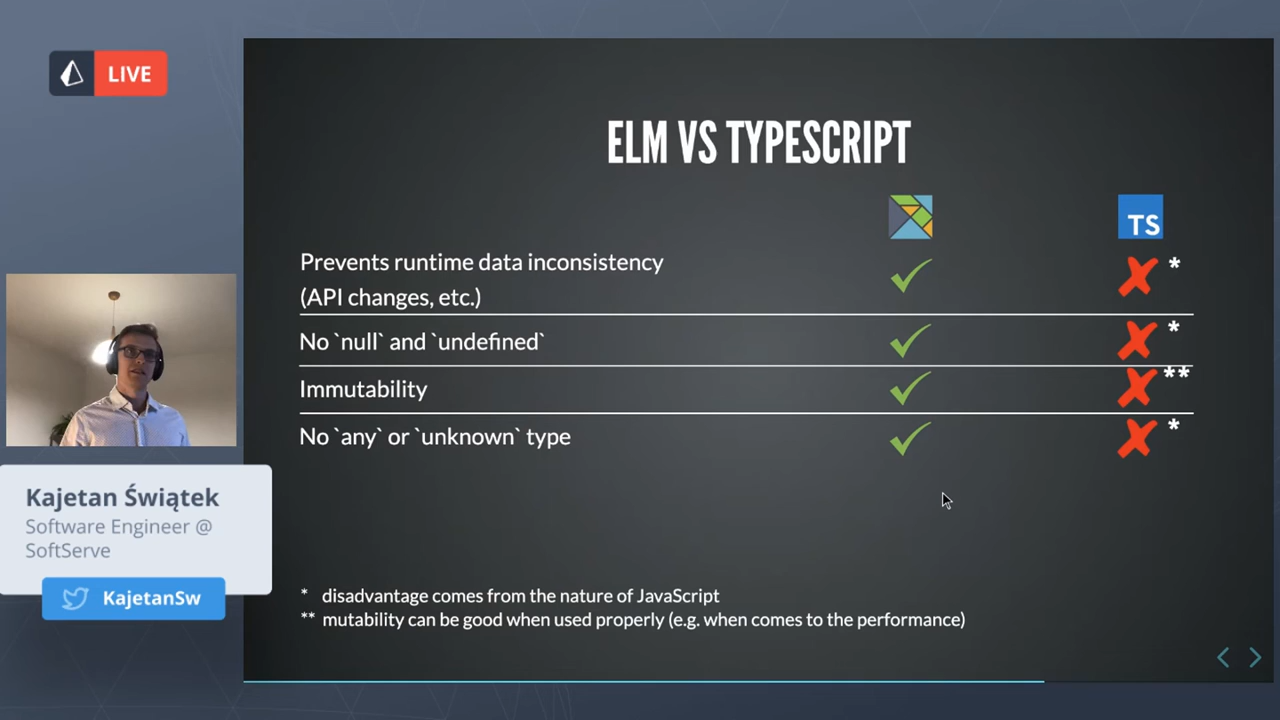 LIVE
ELM VS TYPESCRIPT
TS
Prevents runtime data inconsistency
(API changes, etc.)
*
No `null` and `undefined`
*
Immutability
**
No `any` or `unknown` type
*
Kajetan Świątek
Software Engineer @
SoftServe
KajetanSw
* disadvantage comes from the nature of JavaScript
** mutability can be good when used properly (e.g. when comes to the performance)